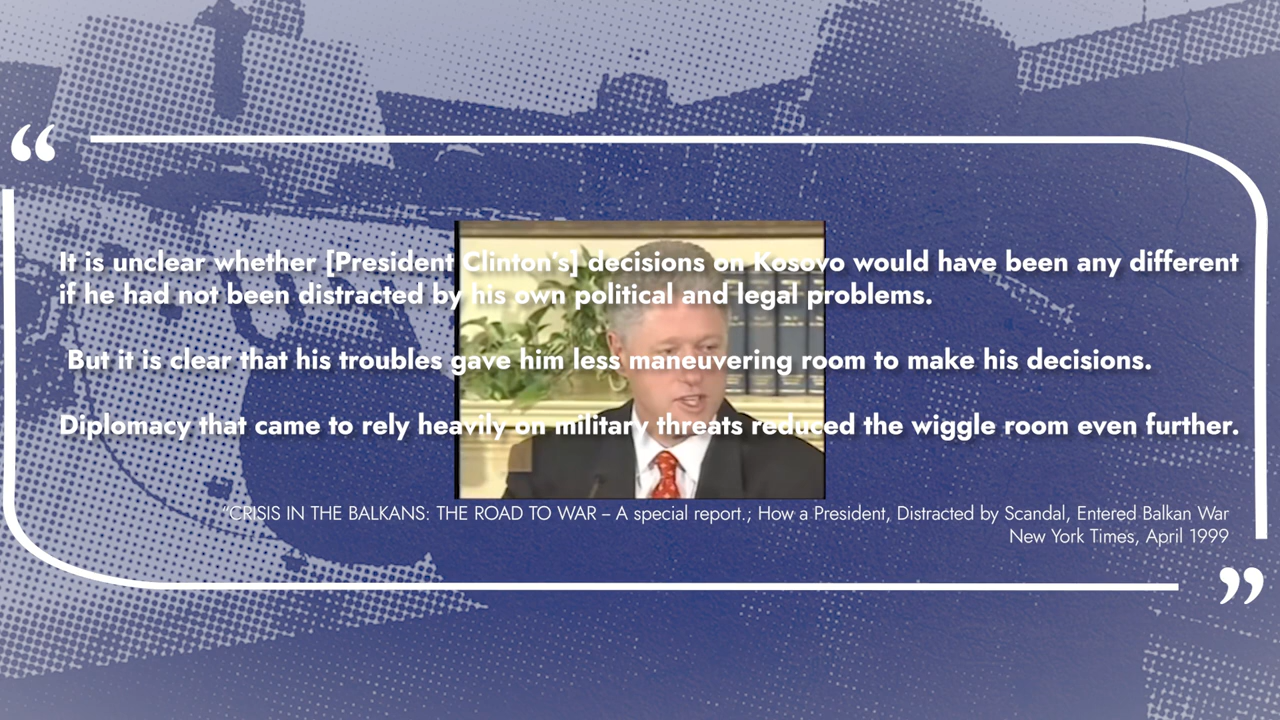 “
It is unclear whether [President Clinton's] decisions on Kosovo would have been any different
if he had not been distracted by his own political and legal problems.
But it is clear that his troubles gave him less maneuvering room to make his decisions.
Diplomacy that came to rely heavily on military threats reduced the wiggle room even further.
“CRISIS IN THE BALKANS: THE ROAD TO WAR – A special report.; How a President, Distracted by Scandal, Entered Balkan War
New York Times, April 1999
”